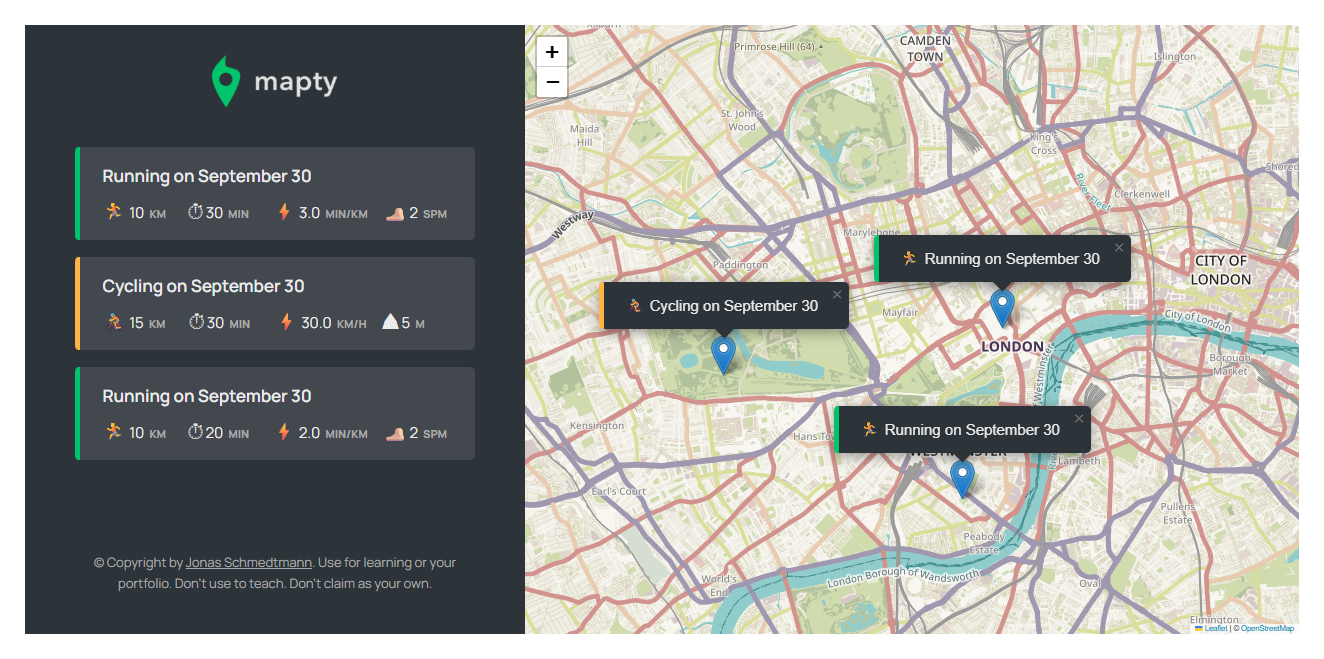 mapty
Running on September 30
10 KM 30 MIN 3.0 MIN/KM 2 SPM
Cycling on September 30
15 KM 30 MIN 30.0 KM/H 5 M
Running on September 30
10 KM 20 MIN 2.0 MIN/KM 2 SPM
© Copyright by Jonas Schmedtmann. Use for learning or your
portfolio. Don't use to teach. Don't claim as your own.
+
−
Primrose Hill (64)
CAMDEN
TOWN
Islington
St. John's
Wood
Maida
Hill
King's
Cross
River Fleet
Clerkenwell
Westway
Marylebone
Paddington
Running on September 30
×
CITY OF
LONDON
Cycling on September 30
×
Mayfair
City of London
LONDON
Borough
Market
Kensington
Running on September 30
×
Lambeth
Earl's Court
Pullens
Estate
Peabody
Estate
World's
End
London Borough of Wandsworth
Oval
Elmington
Leaflet | © OpenStreetMap